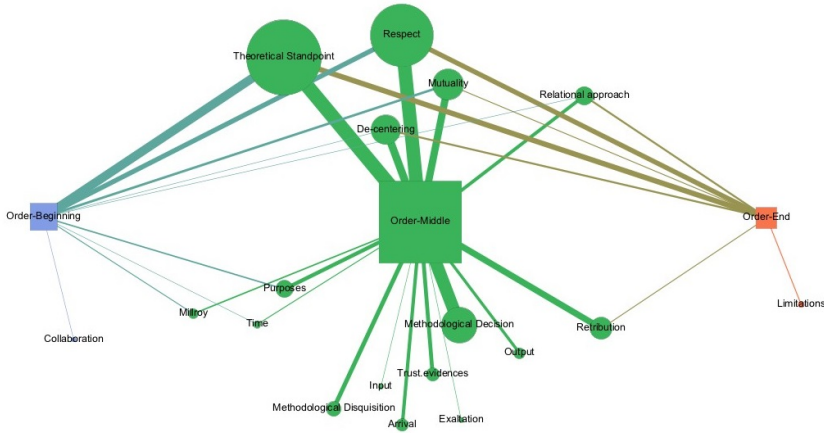 Respect
Theoretical Standpoint
Mutuality
Relational approach
De-centering
Order-Beginning
Order-Middle
Order-End
Purposes
Limitations
Millroy
Time
Methodological Decision
Retribution
Collaboration
Output
Trust.evidences
Input
Methodological Disquisition
Exaltation
Arrival